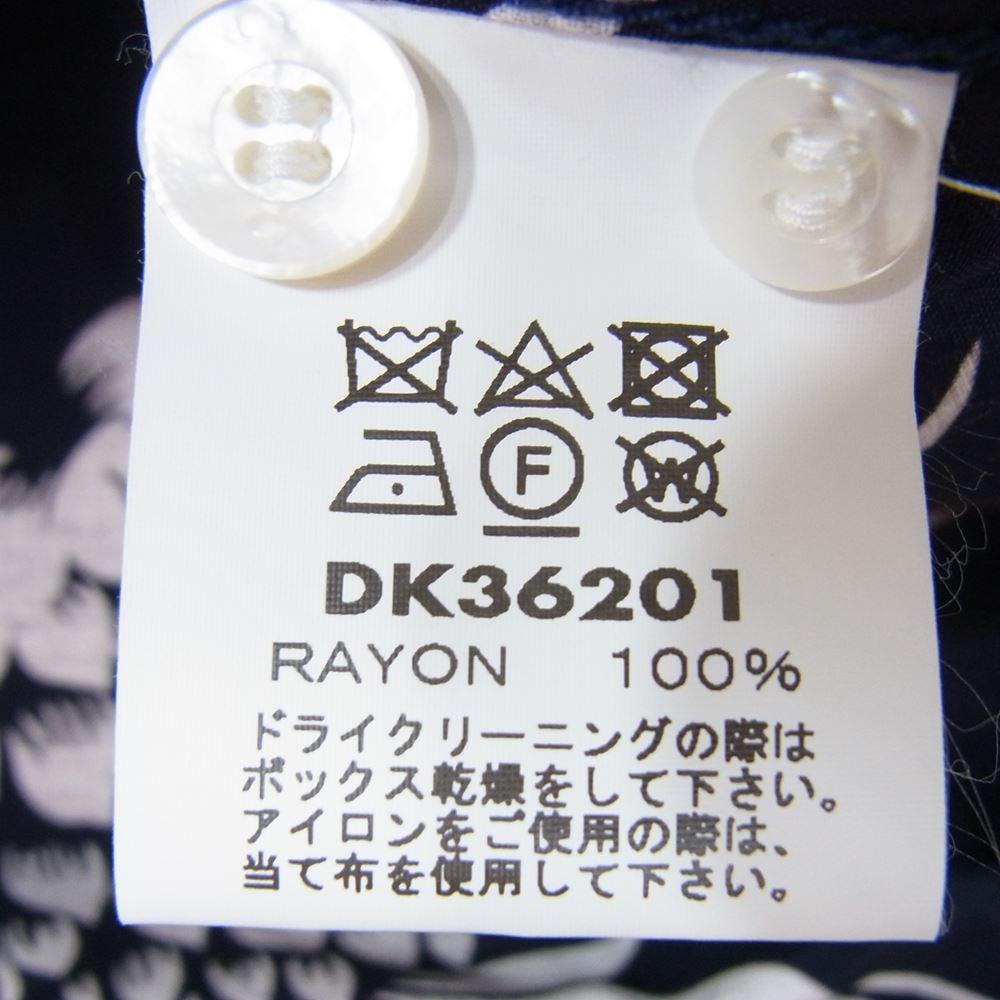 F W
DK36201
RAYON 100%
ドライクリーニングの際は
ボックス乾燥をして下さい。
アイロンをご使用の際は、
当て布を使用して下さい。